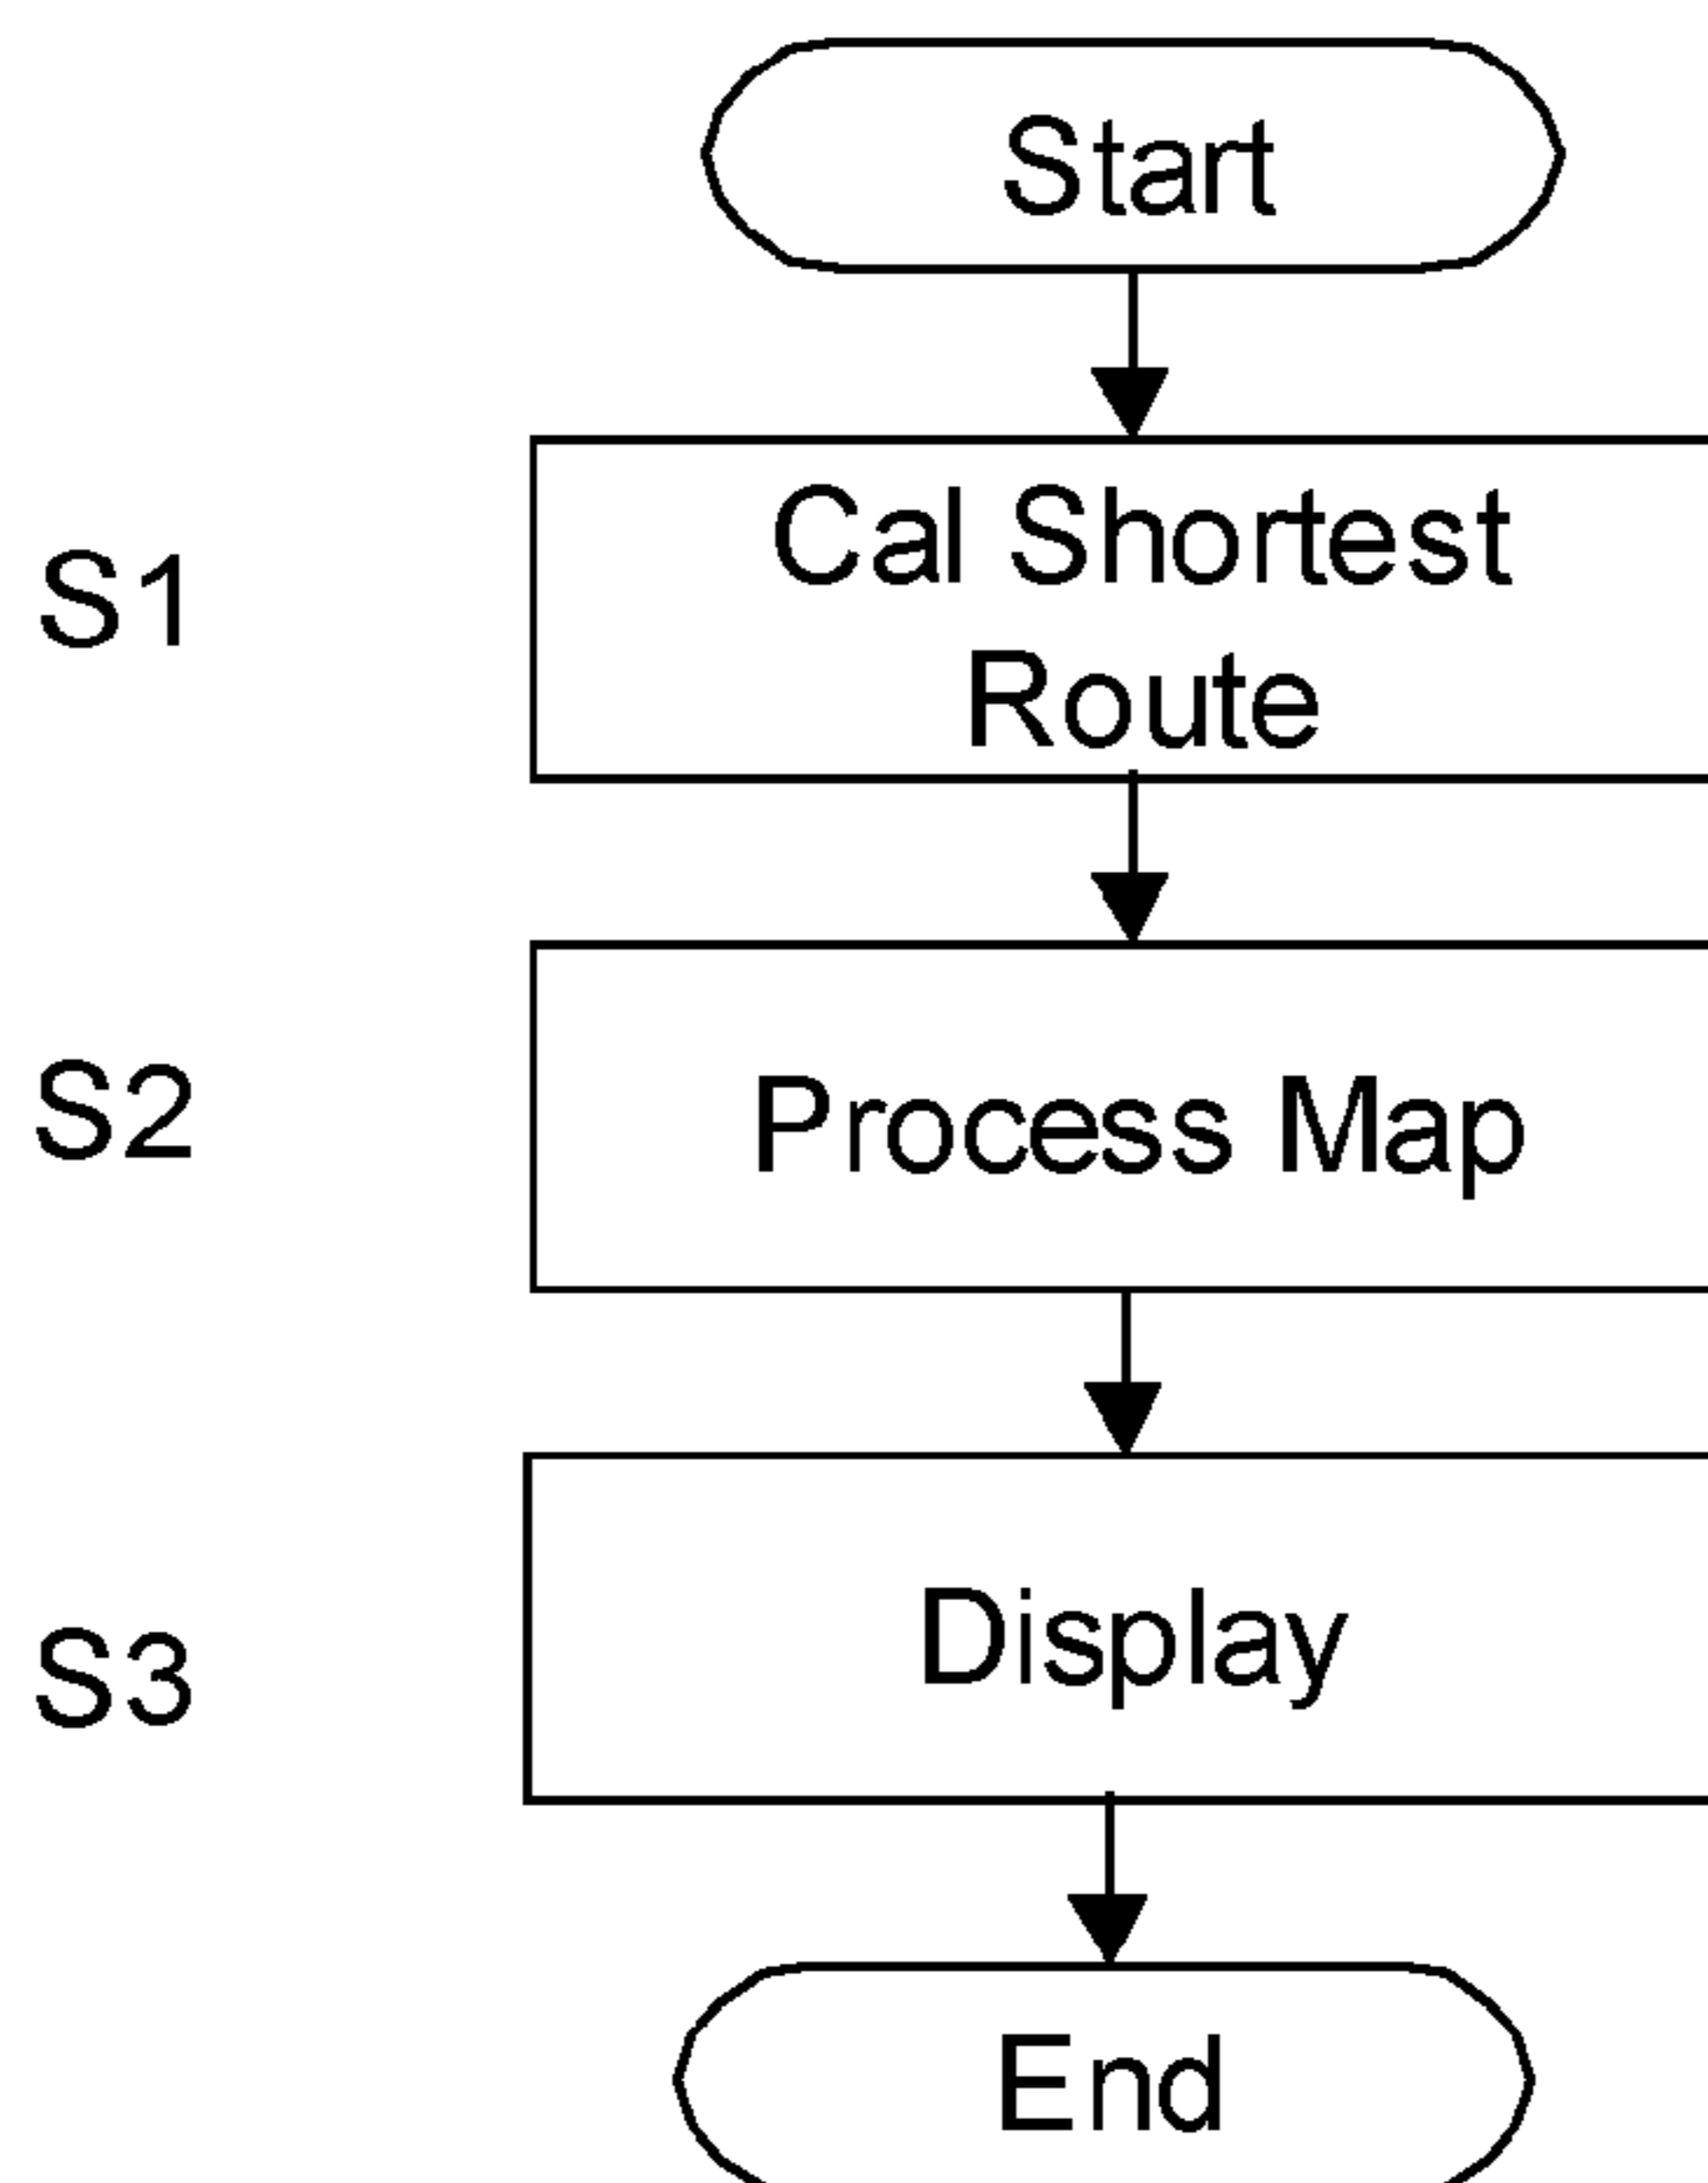 Start
S1
Cal Shortest
Route
S2
Process Map
S3
Display
End